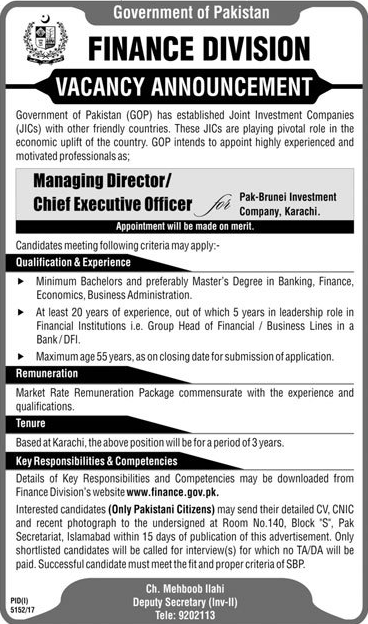 Government of Pakistan
FINANCE DIVISION
VACANCY ANNOUNCEMENT
Government of Pakistan (GOP) has established Joint Investment Companies
(JICs) with other friendly countries. These JICs are playing pivotal role in the
economic uplift of the country. GOP intends to appoint highly experienced and
motivated professionals as;
Managing Director/
Chief Executive Officer for Pak-Brunei Investment
Company, Karachi.
Appointment will be made on merit.
Candidates meeting following criteria may apply:-
Qualification & Experience
Minimum Bachelors and preferably Master's Degree in Banking, Finance,
Economics, Business Administration.
At least 20 years of experience, out of which 5 years in leadership role in
Financial Institutions i.e. Group Head of Financial / Business Lines in a
Bank / DFI.
Maximum age 55 years, as on closing date for submission of application.
Remuneration
Market Rate Remuneration Package commensurate with the experience and
qualifications.
Tenure
Based at Karachi, the above position will be for a period of 3 years.
Key Responsibilities & Competencies
Details of Key Responsibilities and Competencies may be downloaded from
Finance Division's website www.finance.gov.pk.
Interested candidates (Only Pakistani Citizens) may send their detailed CV, CNIC
and recent photograph to the undersigned at Room No.140, Block "S", Pak
Secretariat, Islamabad within 15 days of publication of this advertisement. Only
shortlisted candidates will be called for interview(s) for which no TA/DA will be
paid. Successful candidate must meet the fit and proper criteria of SBP.
Ch. Mehboob Ilahi
Deputy Secretary (Inv-II)
Tele: 9202113
PID(I)
5152/17